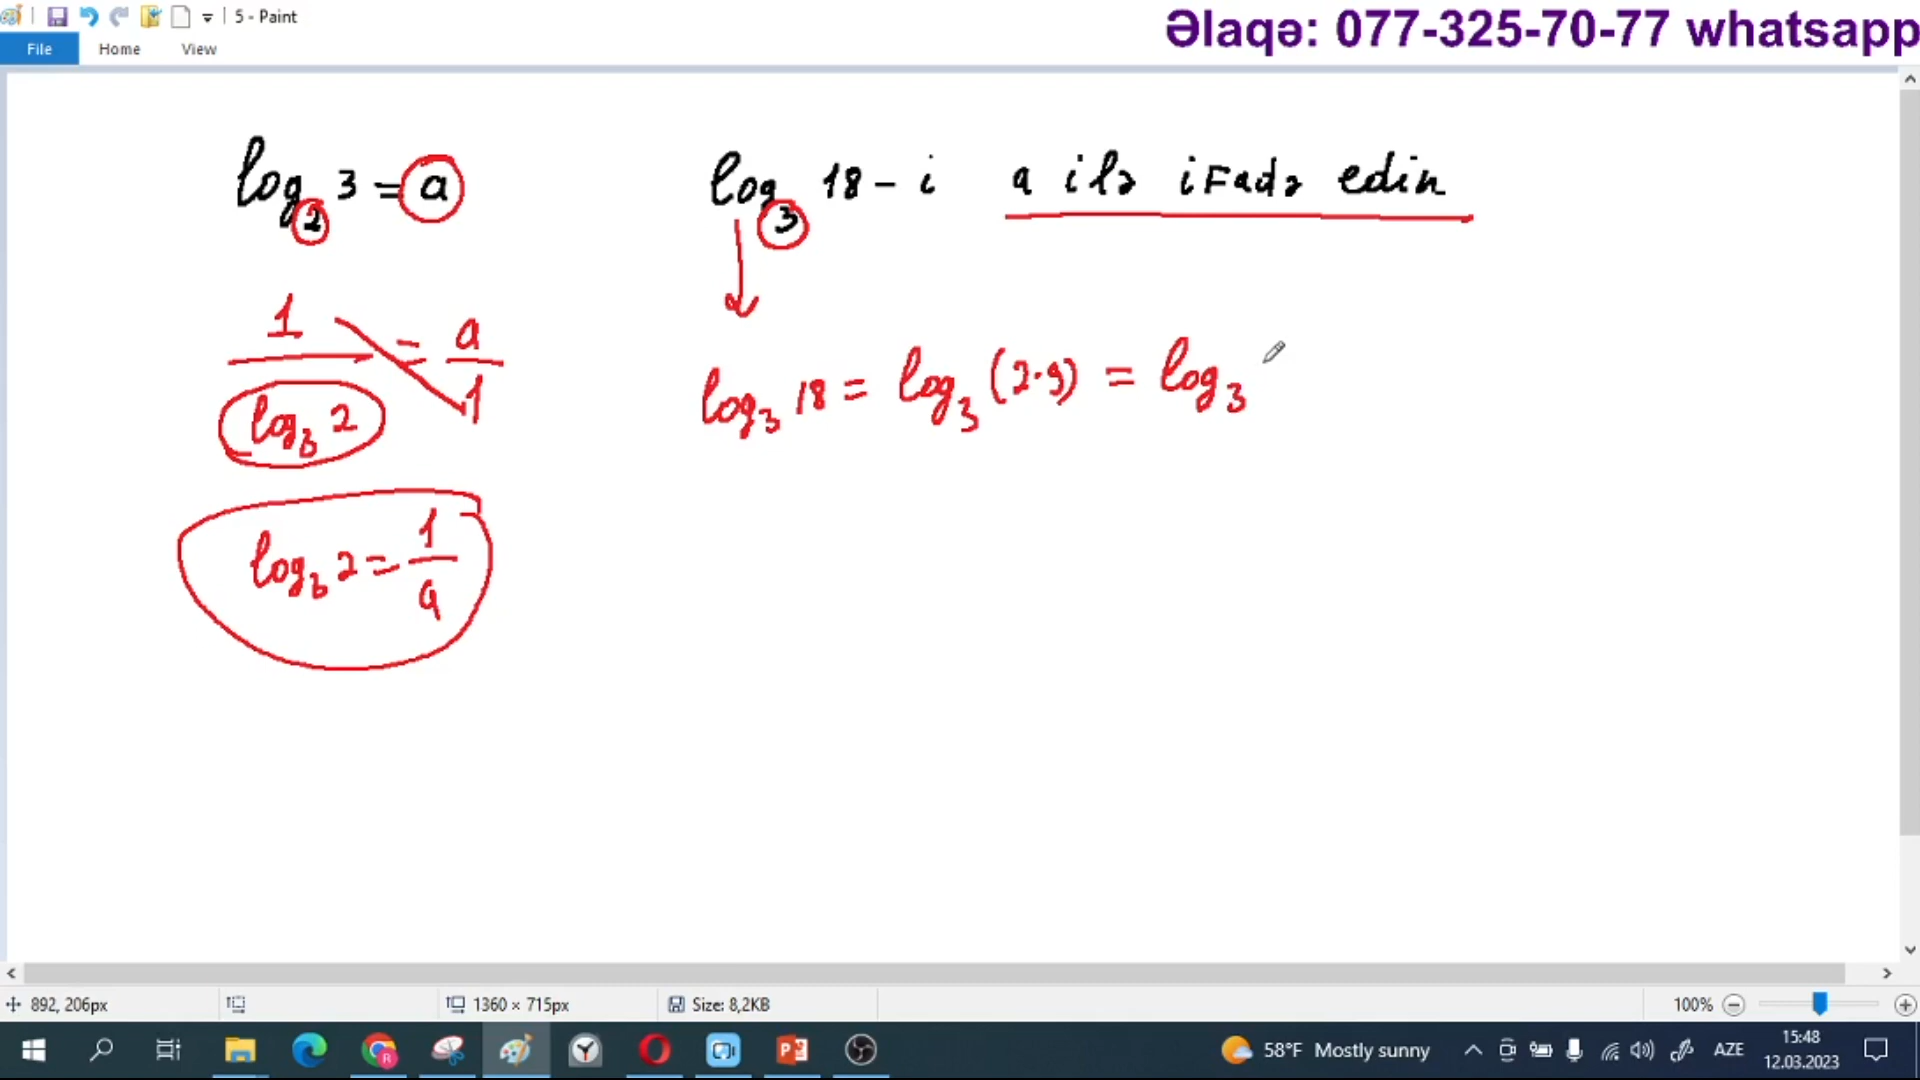 5 - Paint
Əlaqə: 077-325-70-77 whatsapp
File Home View
log₂ 3 = a
log₃ 18 - i a ilə ifadə edin
1 / log₃ 2 = a / 1
log₃ 18 = log₃ (2·9) = log₃
log₃ 2 = 1 / a
892, 206px 1360 × 715px Size: 8,2KB 100%
58°F Mostly sunny AZE 15:48
12.03.2023